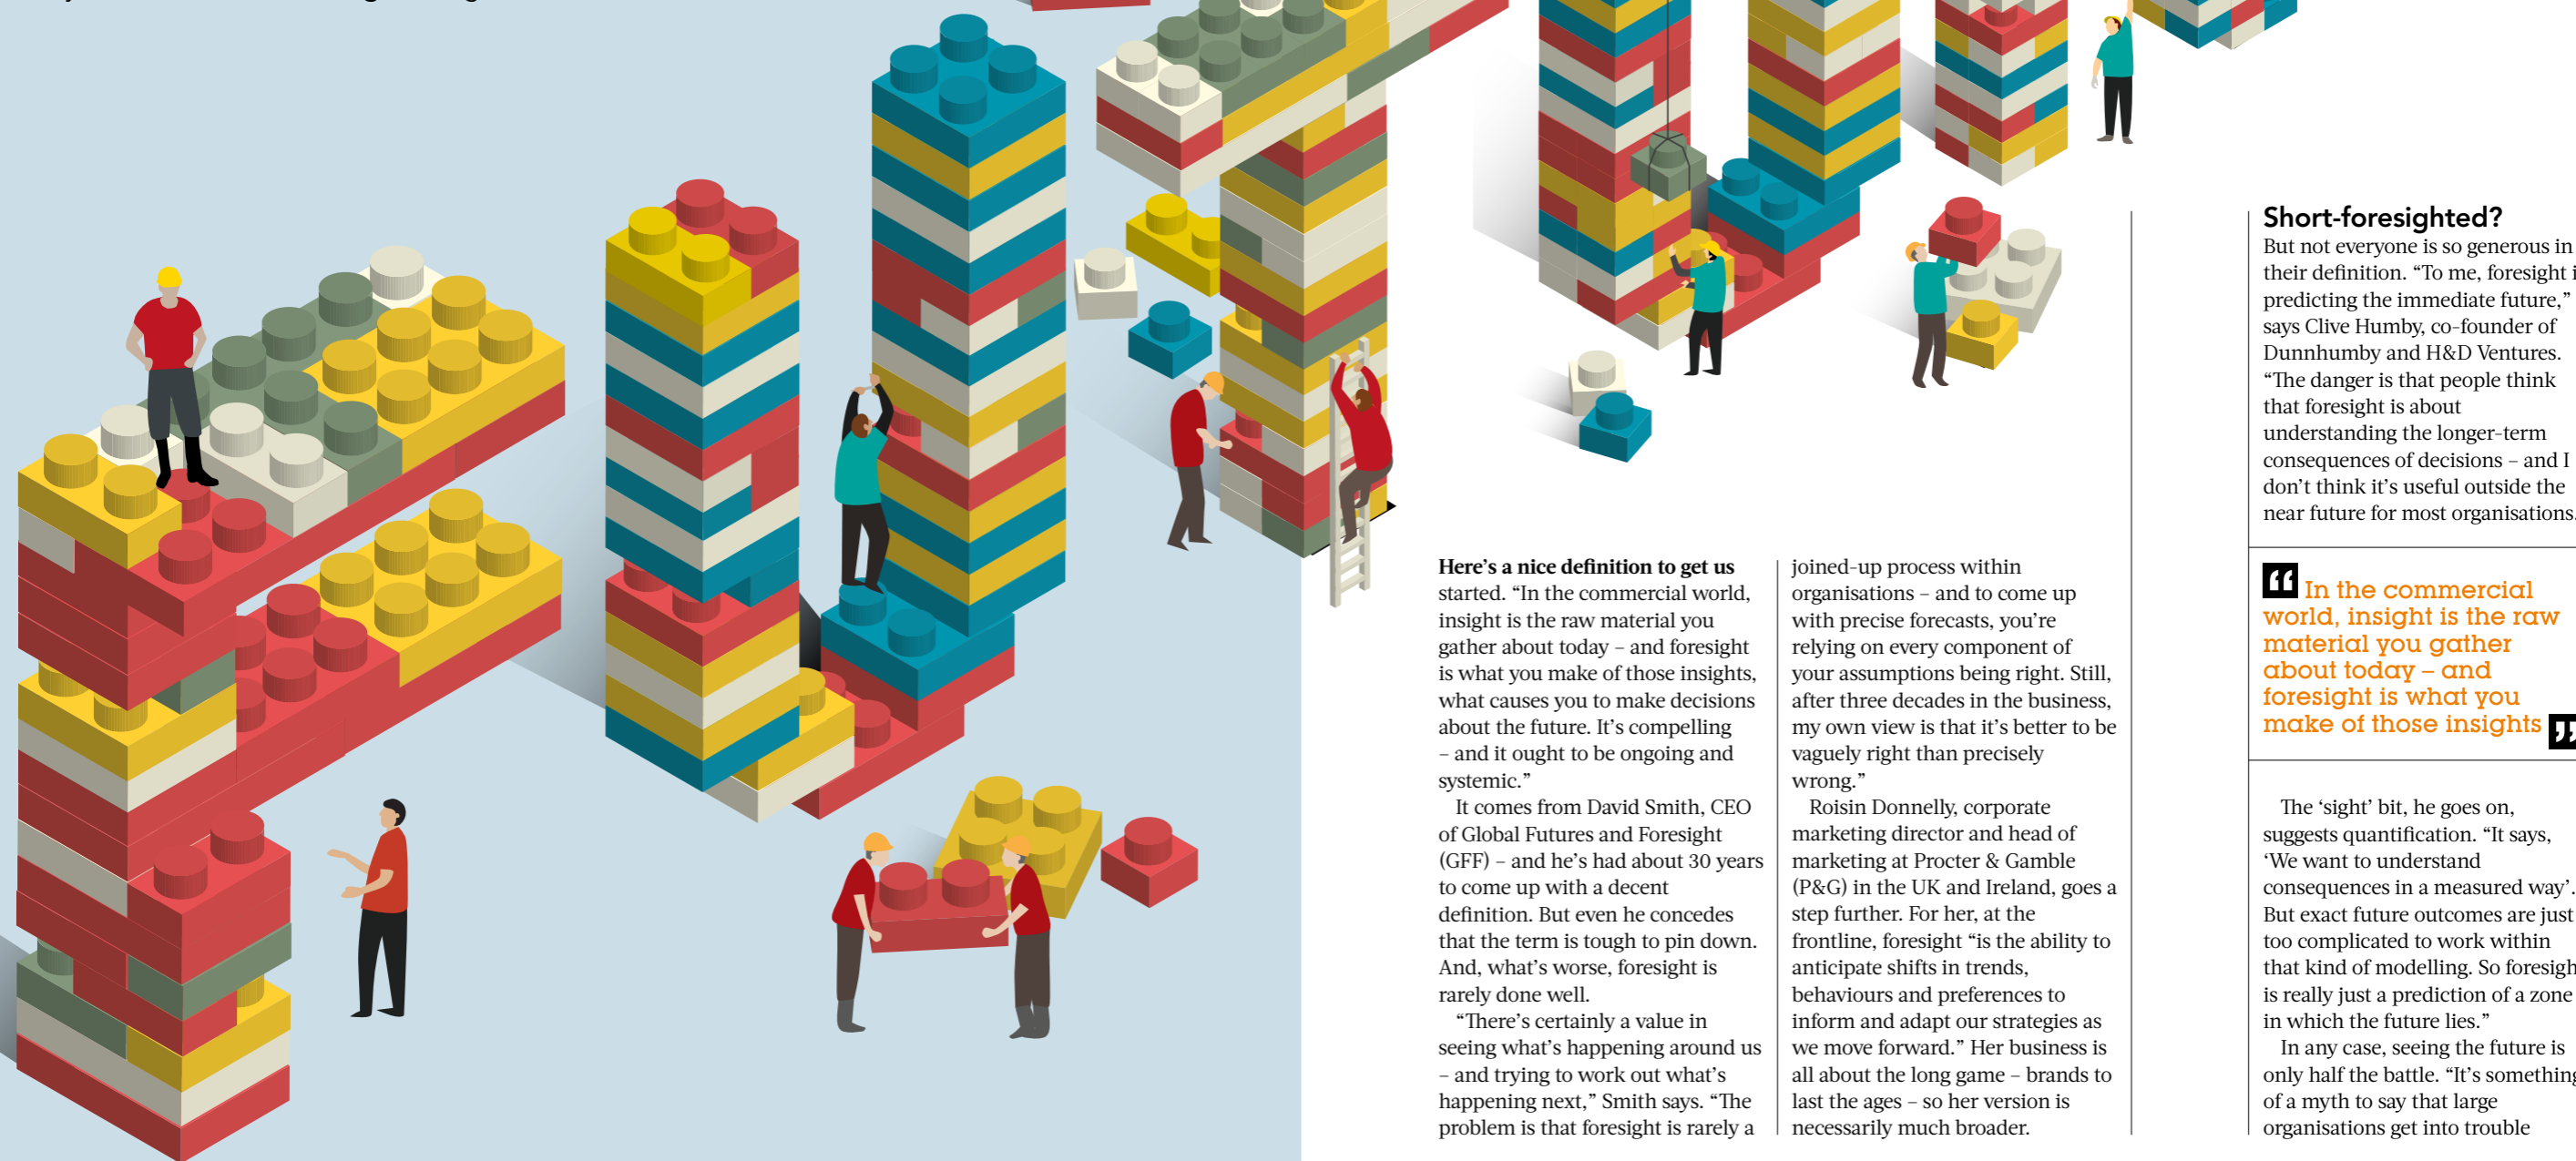 Here's a nice definition to get us
started. “In the commercial world,
insight is the raw material you
gather about today – and foresight
is what you make of those insights,
what causes you to make decisions
about the future. It's compelling
– and it ought to be ongoing and
systemic.”
It comes from David Smith, CEO
of Global Futures and Foresight
(GFF) – and he's had about 30 years
to come up with a decent
definition. But even he concedes
that the term is tough to pin down.
And, what's worse, foresight is
rarely done well.
“There's certainly a value in
seeing what's happening around us
– and trying to work out what's
happening next,” Smith says. “The
problem is that foresight is rarely a
joined-up process within
organisations – and to come up
with precise forecasts, you're
relying on every component of
your assumptions being right. Still,
after three decades in the business,
my own view is that it's better to be
vaguely right than precisely
wrong.”
Roisin Donnelly, corporate
marketing director and head of
marketing at Procter & Gamble
(P&G) in the UK and Ireland, goes a
step further. For her, at the
frontline, foresight “is the ability to
anticipate shifts in trends,
behaviours and preferences to
inform and adapt our strategies as
we move forward.” Her business is
all about the long game – brands to
last the ages – so her version is
necessarily much broader.
Short-foresighted?
But not everyone is so generous in
their definition. “To me, foresight
predicting the immediate future,”
says Clive Humby, co-founder of
Dunnhumby and H&D Ventures.
“The danger is that people think
that foresight is about
understanding the longer-term
consequences of decisions – and I
don't think it's useful outside the
near future for most organisations.
“ In the commercial
world, insight is the raw
material you gather
about today – and
foresight is what you
make of those insights ”
The ‘sight’ bit, he goes on,
suggests quantification. “It says,
‘We want to understand
consequences in a measured way’.
But exact future outcomes are just
too complicated to work within
that kind of modelling. So foresigh
is really just a prediction of a zone
in which the future lies.”
In any case, seeing the future is
only half the battle. “It's something
of a myth to say that large
organisations get into trouble